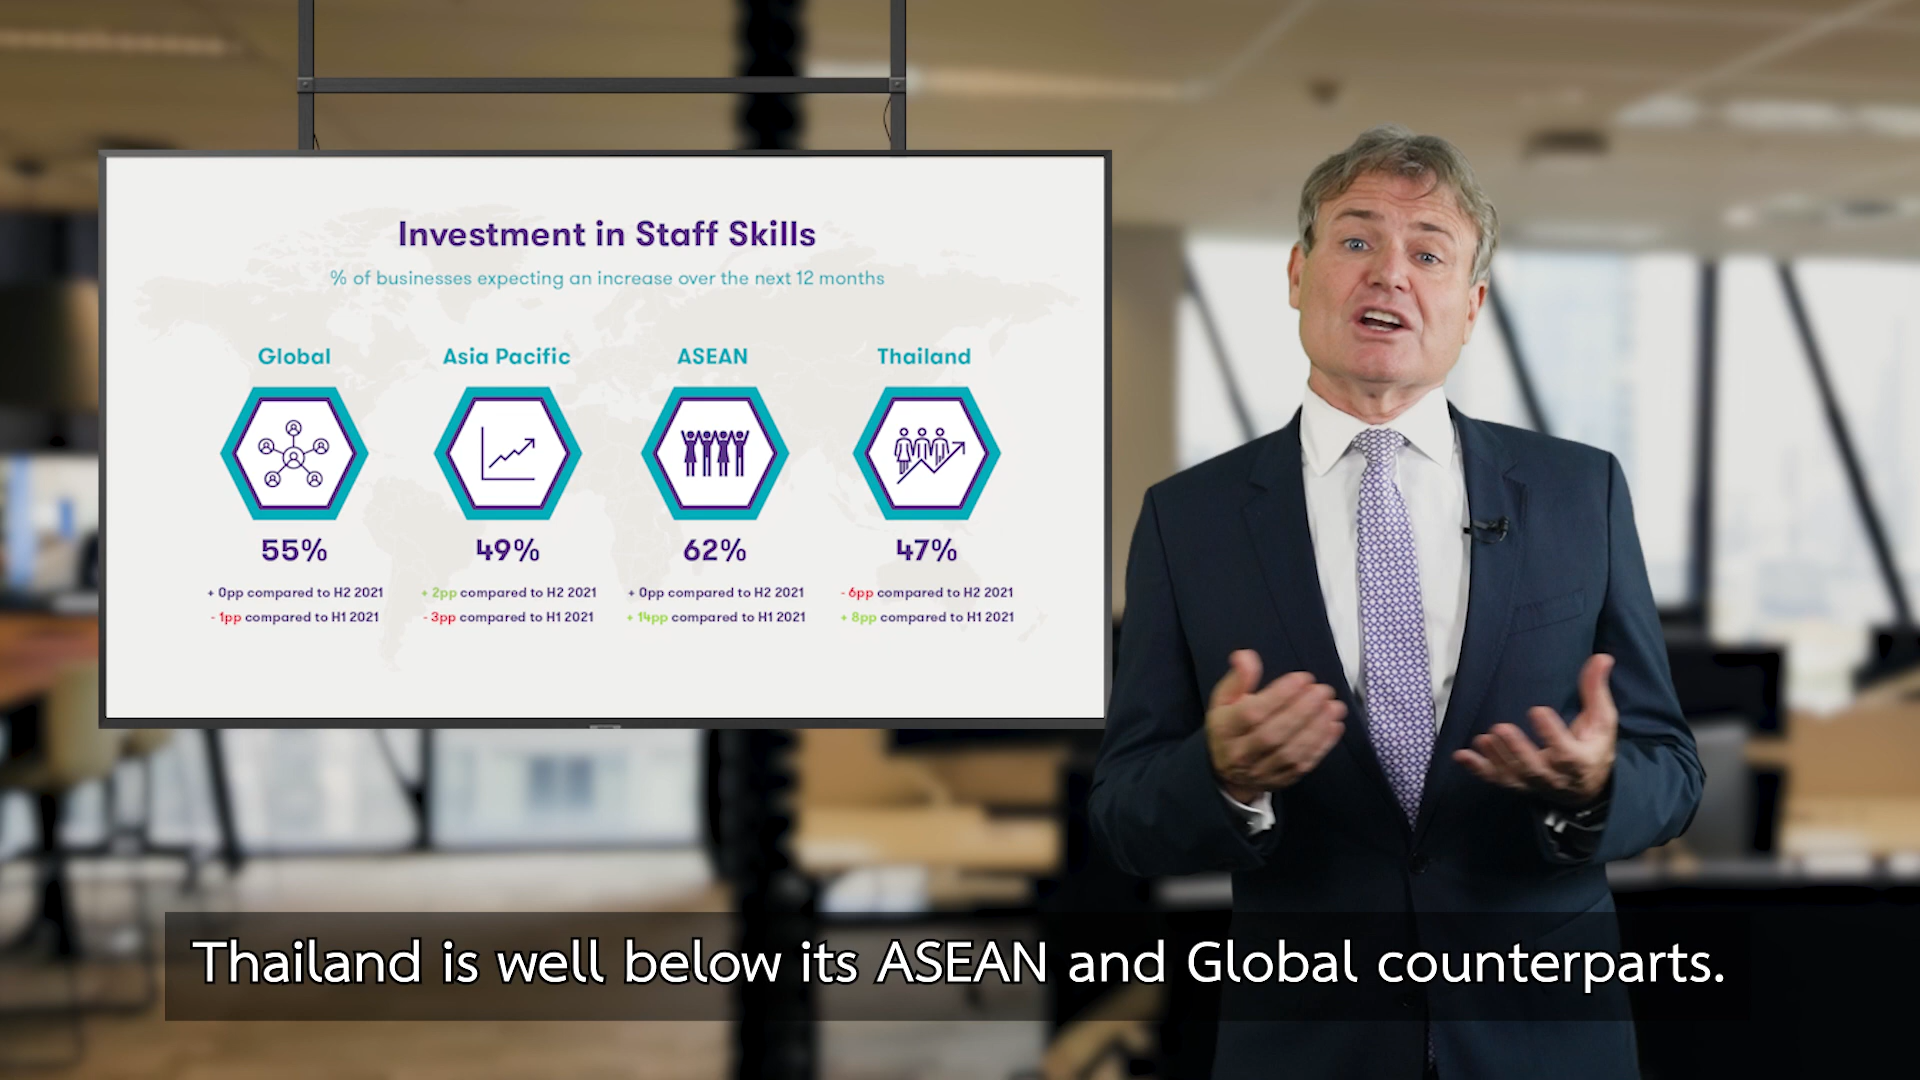 Investment in Staff Skills
% of businesses expecting an increase over the next 12 months
Global
Asia Pacific
ASEAN
Thailand
55%
49%
62%
47%
+ 0pp compared to H2 2021
- 1pp compared to H1 2021
+ 2pp compared to H2 2021
- 3pp compared to H1 2021
+ 0pp compared to H2 2021
+ 14pp compared to H1 2021
- 6pp compared to H2 2021
+ 8pp compared to H1 2021
Thailand is well below its ASEAN and Global counterparts.